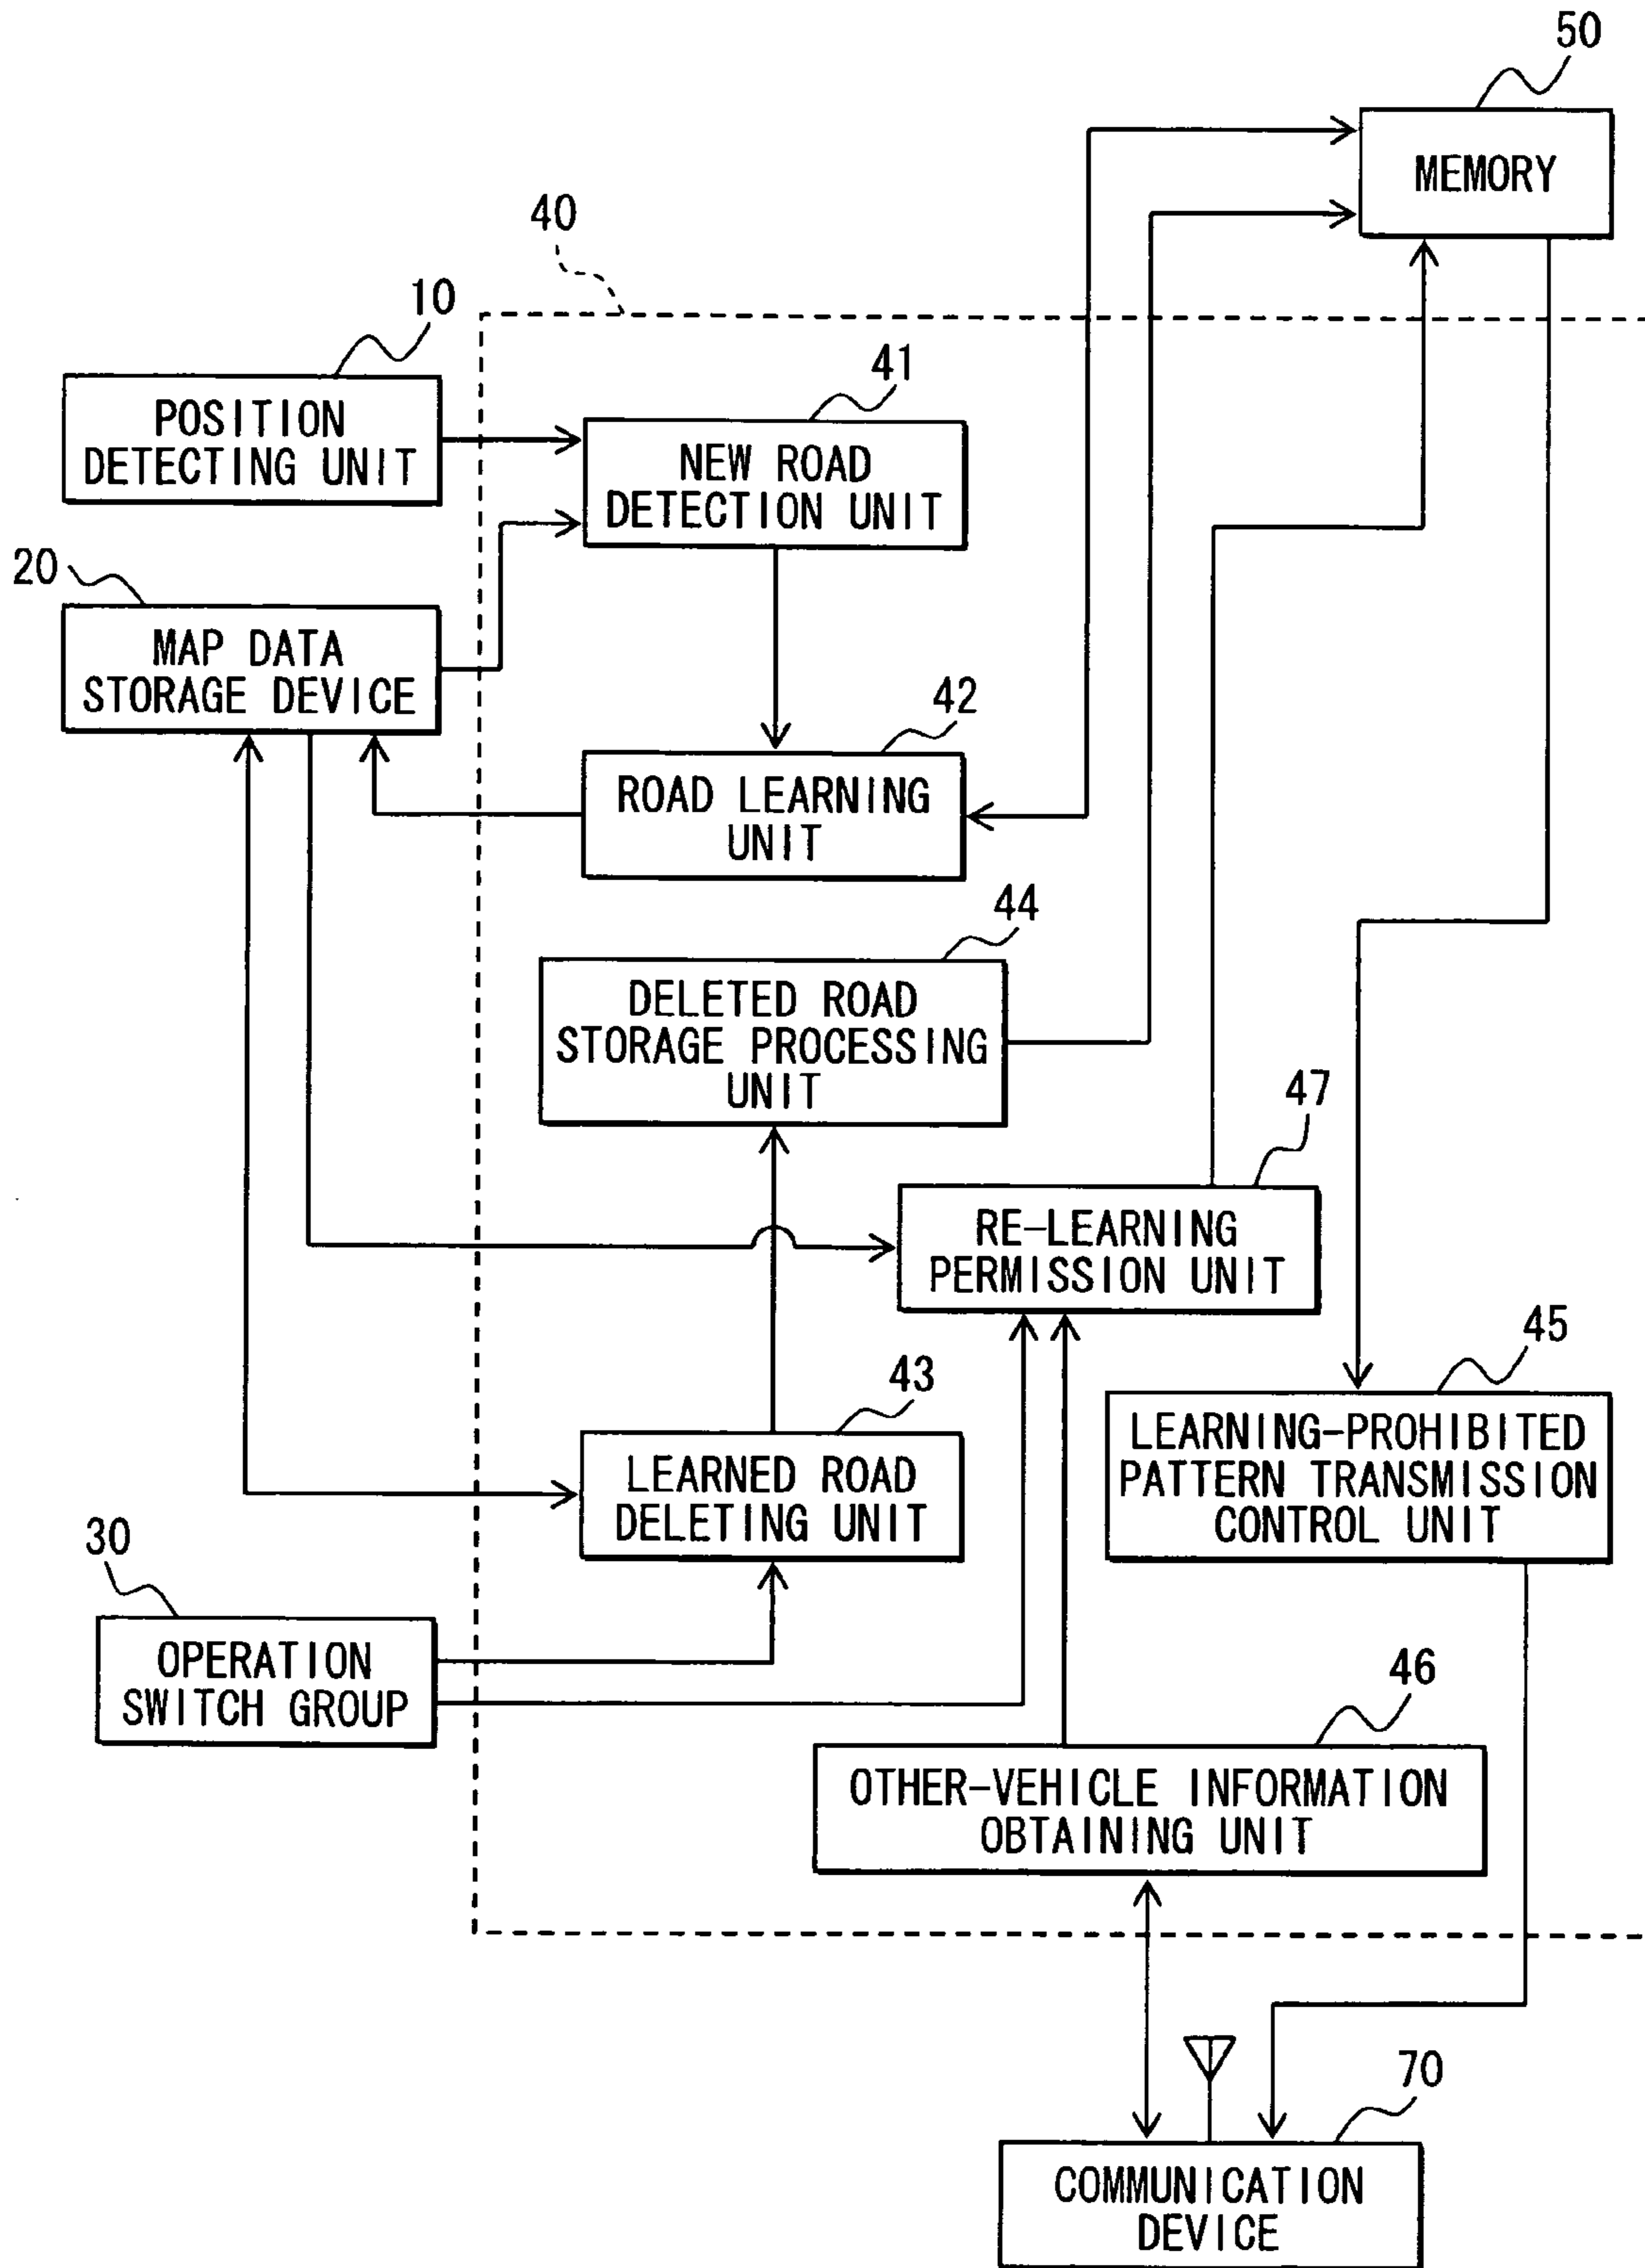 50
MEMORY
40
10
POSITION
DETECTING UNIT
41
NEW ROAD
DETECTION UNIT
20
MAP DATA
STORAGE DEVICE
42
ROAD LEARNING
UNIT
44
DELETED ROAD
STORAGE PROCESSING
UNIT
47
RE-LEARNING
PERMISSION UNIT
45
LEARNING-PROHIBITED
PATTERN TRANSMISSION
CONTROL UNIT
43
LEARNED ROAD
DELETING UNIT
30
OPERATION
SWITCH GROUP
46
OTHER-VEHICLE INFORMATION
OBTAINING UNIT
70
COMMUNICATION
DEVICE